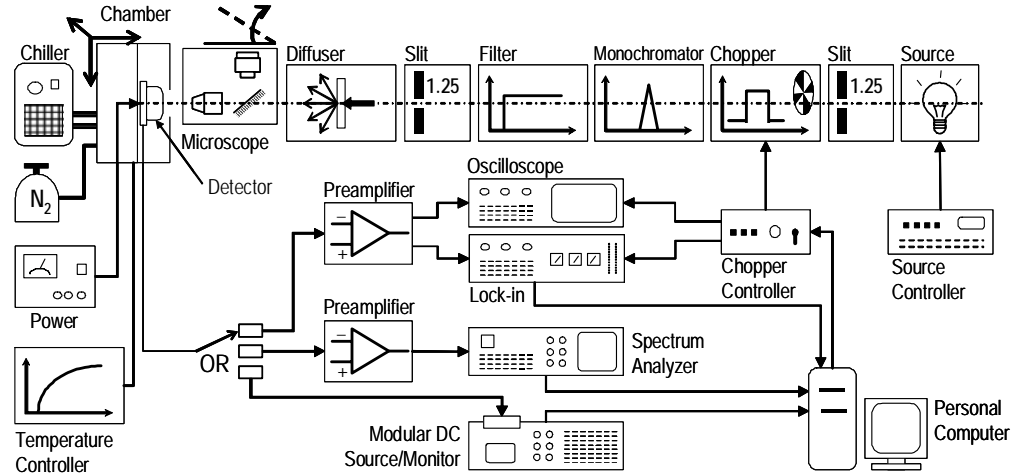 Chamber
Chiller
Diffuser
Slit
Filter
Monochromator
Chopper
Slit
Source
1.25
1.25
Microscope
Detector
N2
Preamplifier
Oscilloscope
−
+
Lock-in
Chopper
Controller
Source
Controller
Power
Preamplifier
−
+
OR
Spectrum
Analyzer
Temperature
Controller
Modular DC
Source/Monitor
Personal
Computer